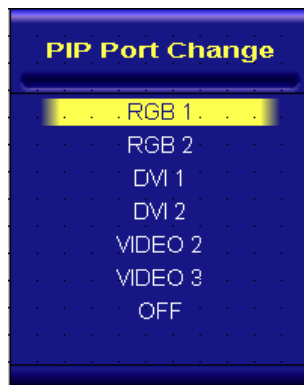 PIP Port Change
RGB 1
RGB 2
DVI 1
DVI 2
VIDEO 2
VIDEO 3
OFF